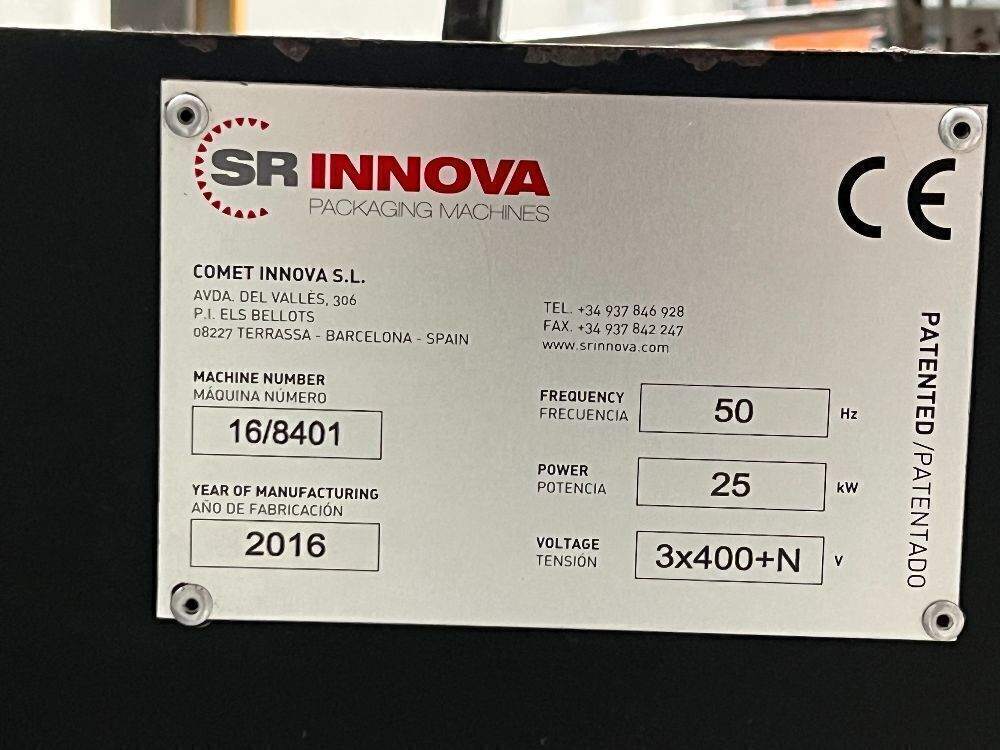 SR INNOVA
PACKAGING MACHINES
CE
COMET INNOVA S.L.
AVDA. DEL VALLÈS, 306
P.I. ELS BELLOTS
08227 TERRASSA - BARCELONA - SPAIN
TEL. +34 937 846 928
FAX. +34 937 842 247
www.srinnova.com
MACHINE NUMBER
MÁQUINA NÚMERO
16/8401
YEAR OF MANUFACTURING
AÑO DE FABRICACIÓN
2016
FREQUENCY
FRECUENCIA
50 Hz
POWER
POTENCIA
25 kW
VOLTAGE
TENSIÓN
3x400+N V
PATENTED/PATENTADO